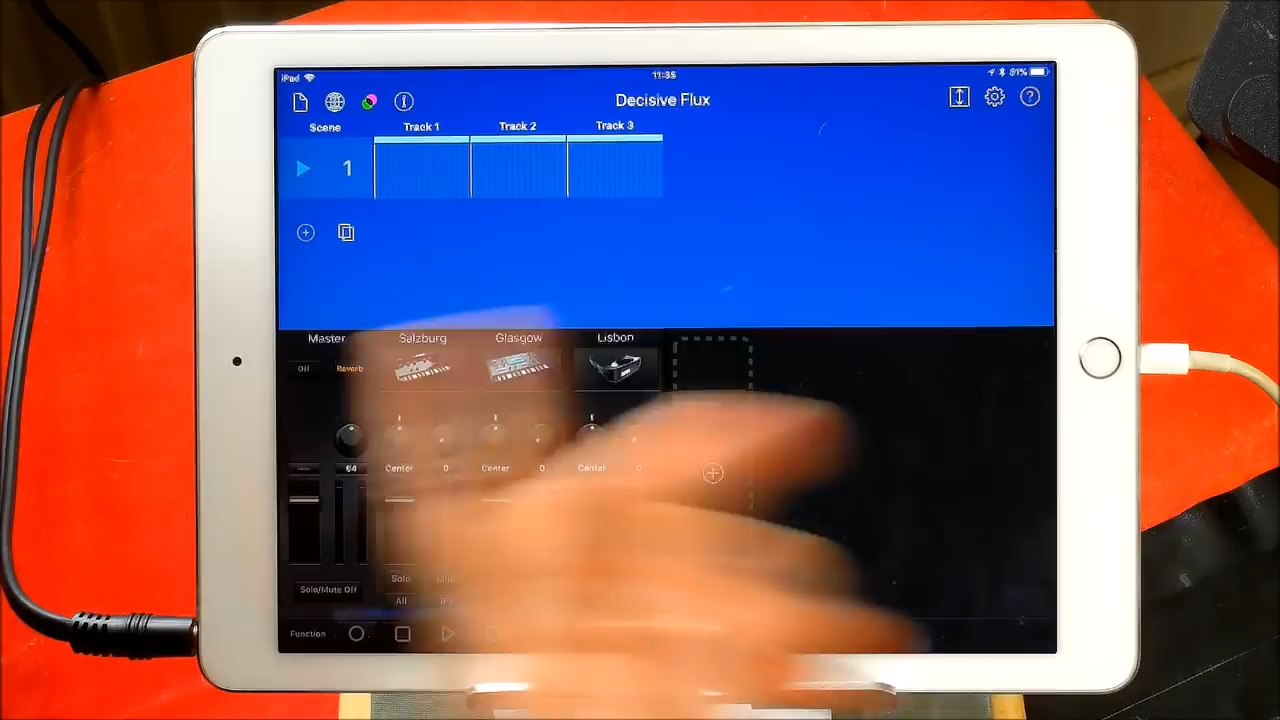 iPad 11:35 91%
Decisive Flux
Scene Track 1 Track 2 Track 3
1
Master Salzburg Glasgow Lisbon
Off Reverb
64 Center 0 Center 0 Center 0
Solo
Solo/Mute Off
All
Function